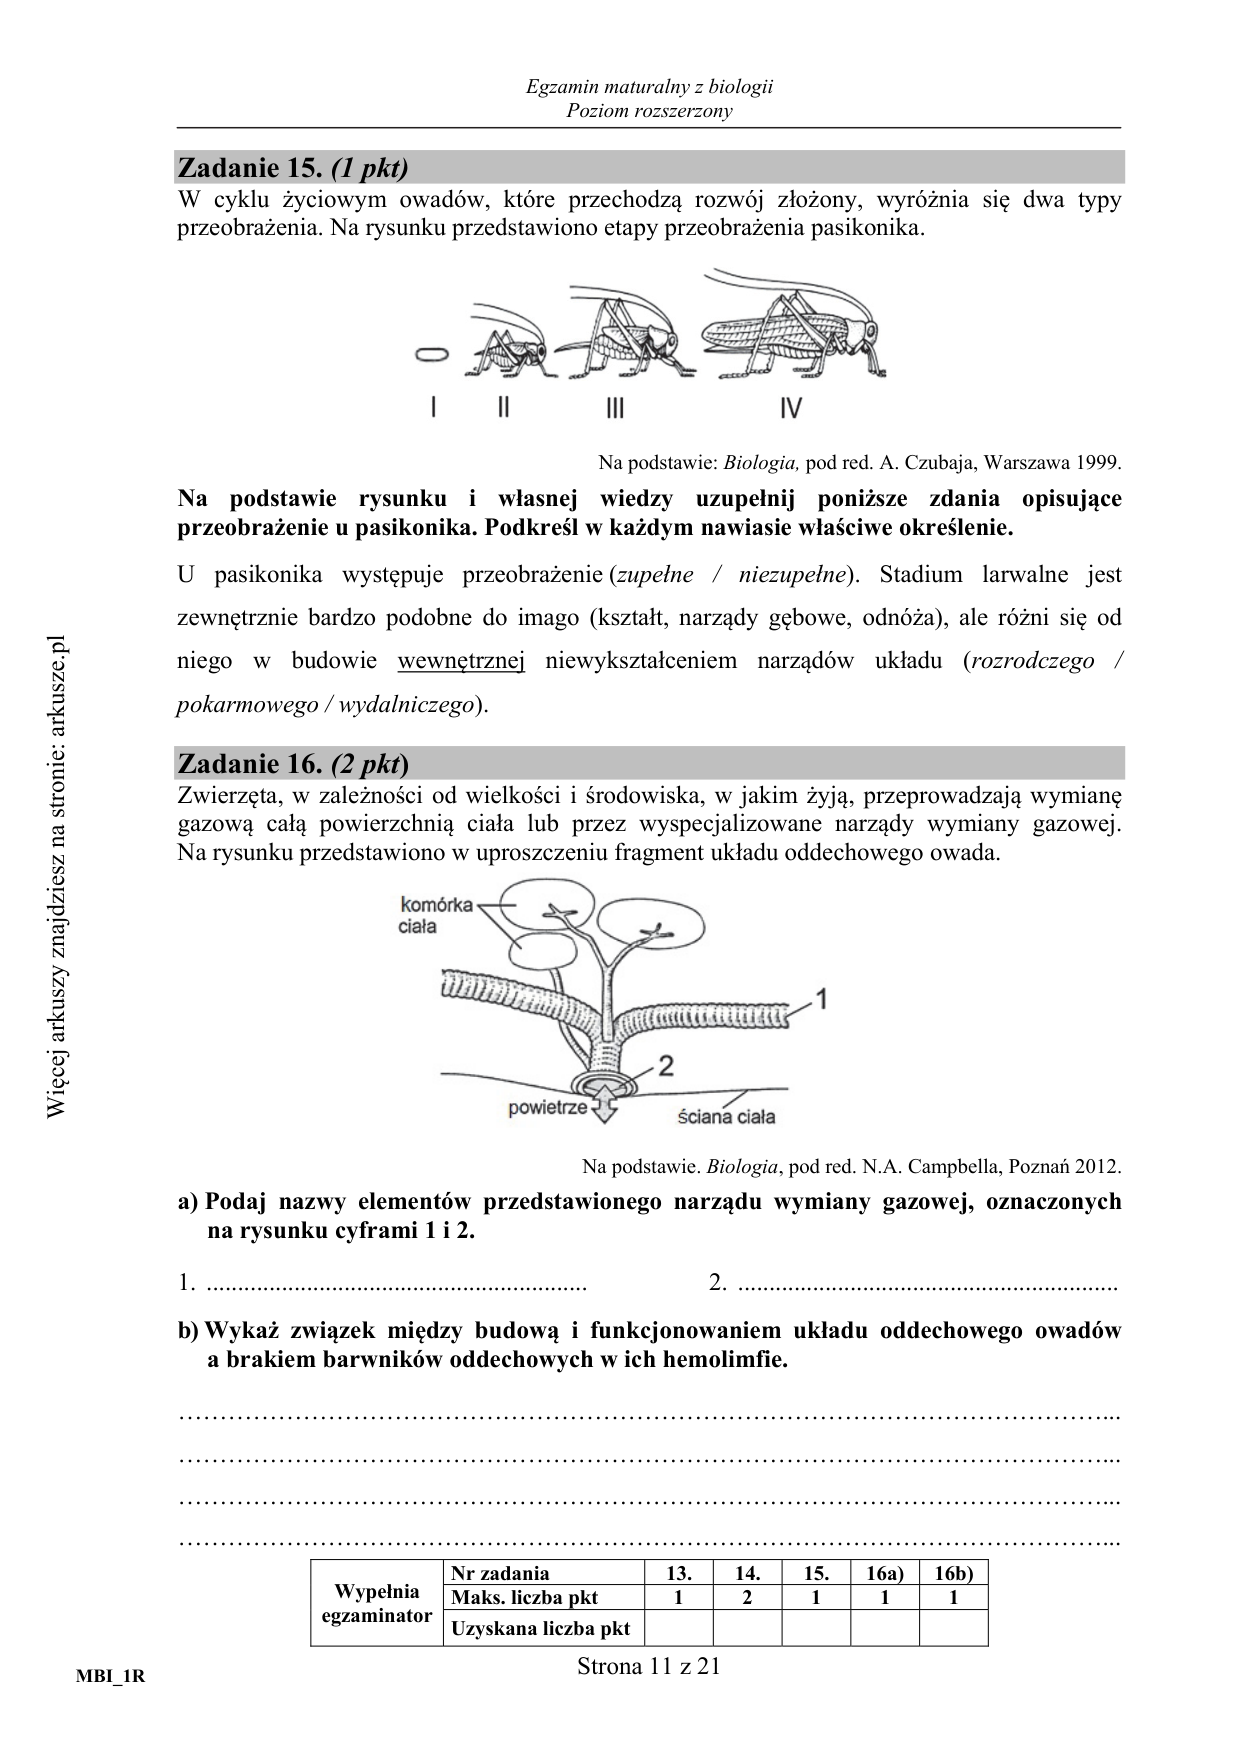 Egzamin maturalny z biologii
Poziom rozszerzony
Zadanie 15. (1 pkt)
W cyklu życiowym owadów, które przechodzą rozwój złożony, wyróżnia się dwa typy
przeobrażenia. Na rysunku przedstawiono etapy przeobrażenia pasikonika.
I II III IV
Na podstawie: Biologia, pod red. A. Czubaja, Warszawa 1999.
Na podstawie rysunku i własnej wiedzy uzupełnij poniższe zdania opisujące
przeobrażenie u pasikonika. Podkreśl w każdym nawiasie właściwe określenie.
U pasikonika występuje przeobrażenie (zupełne / niezupełne). Stadium larwalne jest
zewnętrznie bardzo podobne do imago (kształt, narządy gębowe, odnóża), ale różni się od
niego w budowie wewnętrznej niewykształceniem narządów układu (rozrodczego /
pokarmowego / wydalniczego).
Zadanie 16. (2 pkt)
Zwierzęta, w zależności od wielkości i środowiska, w jakim żyją, przeprowadzają wymianę
gazową całą powierzchnią ciała lub przez wyspecjalizowane narządy wymiany gazowej.
Na rysunku przedstawiono w uproszczeniu fragment układu oddechowego owada.
komórka
ciała
1
2
powietrze
ściana ciała
Na podstawie. Biologia, pod red. N.A. Campbella, Poznań 2012.
a) Podaj nazwy elementów przedstawionego narządu wymiany gazowej, oznaczonych
na rysunku cyframi 1 i 2.
1. ............................................................. 2. .............................................................
b) Wykaż związek między budową i funkcjonowaniem układu oddechowego owadów
a brakiem barwników oddechowych w ich hemolimfie.
…………………………………………………………………………………………………...
…………………………………………………………………………………………………...
…………………………………………………………………………………………………...
…………………………………………………………………………………………………...
Wypełnia
egzaminator
Nr zadania 13. 14. 15. 16a) 16b)
Maks. liczba pkt 1 2 1 1 1
Uzyskana liczba pkt
Strona 11 z 21
MBI_1R
Więcej arkuszy znajdziesz na stronie: arkusze.pl